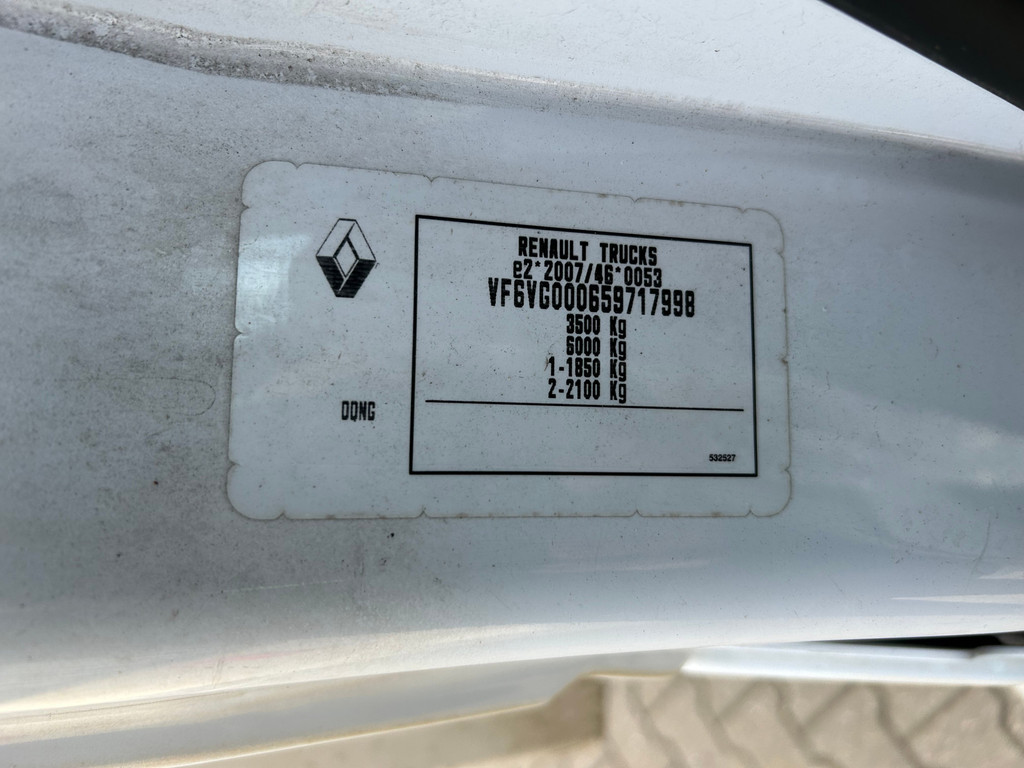 RENAULT TRUCKS
e2*2007/46*0053
VF6VG000659717998
3500 Kg
6000 Kg
1-1850 Kg
2-2100 Kg
DQNG
532527